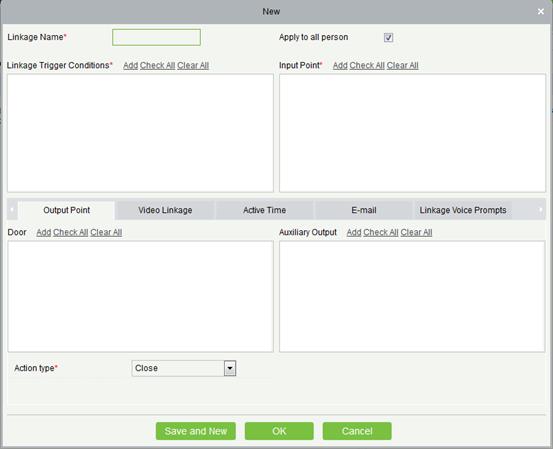 New
Linkage Name* Apply to all person
Linkage Trigger Conditions* Add Check All Clear All Input Point* Add Check All Clear All
Output Point Video Linkage Active Time E-mail Linkage Voice Prompts
Door Add Check All Clear All Auxiliary Output Add Check All Clear All
Action type* Close
Save and New OK Cancel